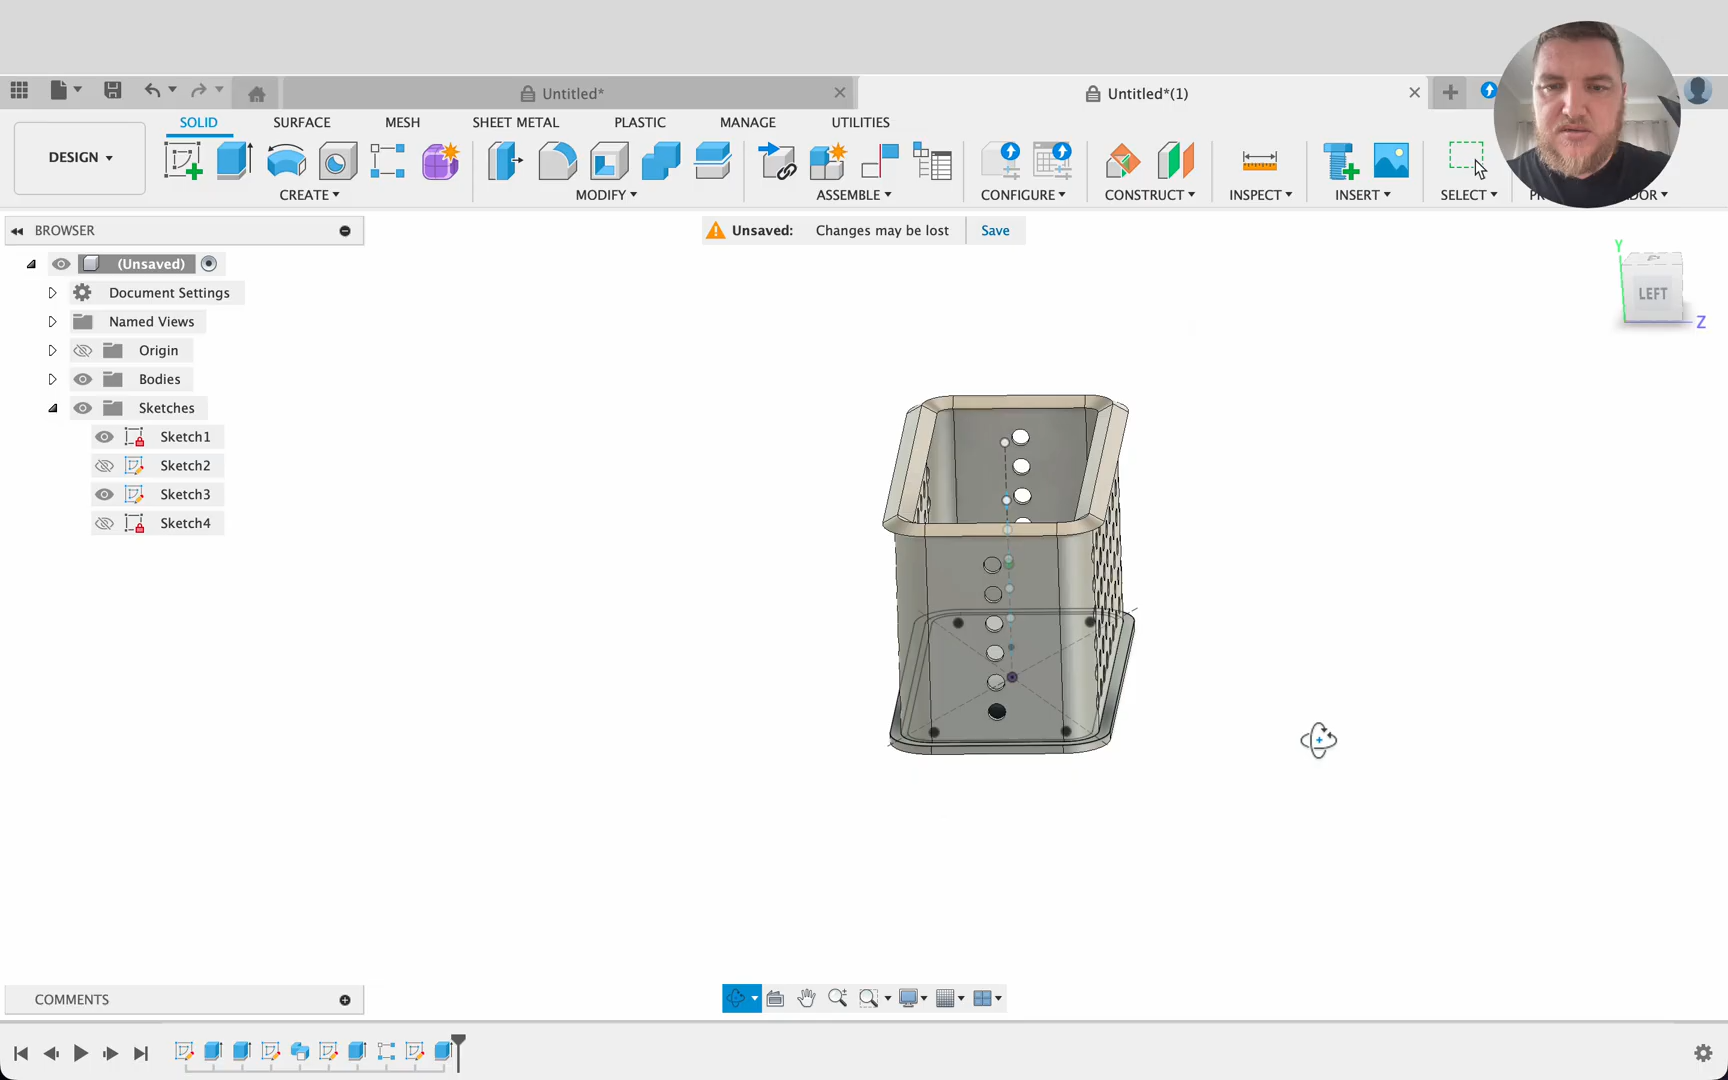 Untitled*
Untitled*(1)
SOLID SURFACE MESH SHEET METAL PLASTIC MANAGE UTILITIES
DESIGN
CREATE MODIFY ASSEMBLE CONFIGURE CONSTRUCT INSPECT INSERT SELECT
BROWSER
Unsaved: Changes may be lost Save
(Unsaved)
Document Settings
Named Views
Origin
Bodies
Sketches
Sketch1
Sketch2
Sketch3
Sketch4
Y
LEFT
Z
COMMENTS